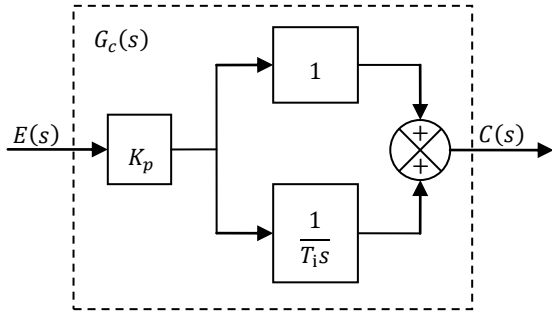 G_c(s)
1
E(s)
K_p
+
+
C(s)
1
T_i s